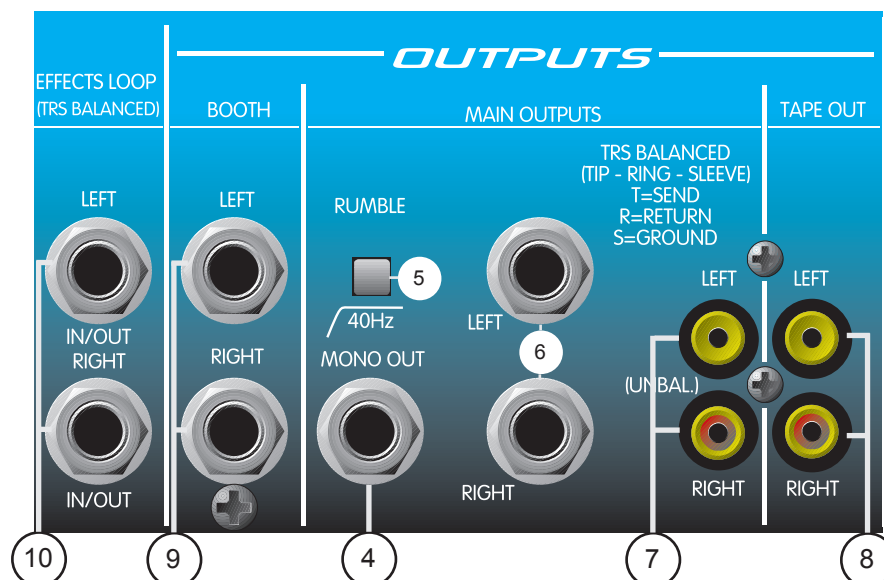 OUTPUTS
EFFECTS LOOP
(TRS BALANCED)
BOOTH
MAIN OUTPUTS
TAPE OUT
TRS BALANCED
(TIP - RING - SLEEVE)
T=SEND
R=RETURN
S=GROUND
LEFT
LEFT
RUMBLE
LEFT
LEFT
5
40Hz
LEFT
IN/OUT
RIGHT
RIGHT
MONO OUT
6
(UNBAL.)
IN/OUT
RIGHT
RIGHT
RIGHT
10
9
4
7
8